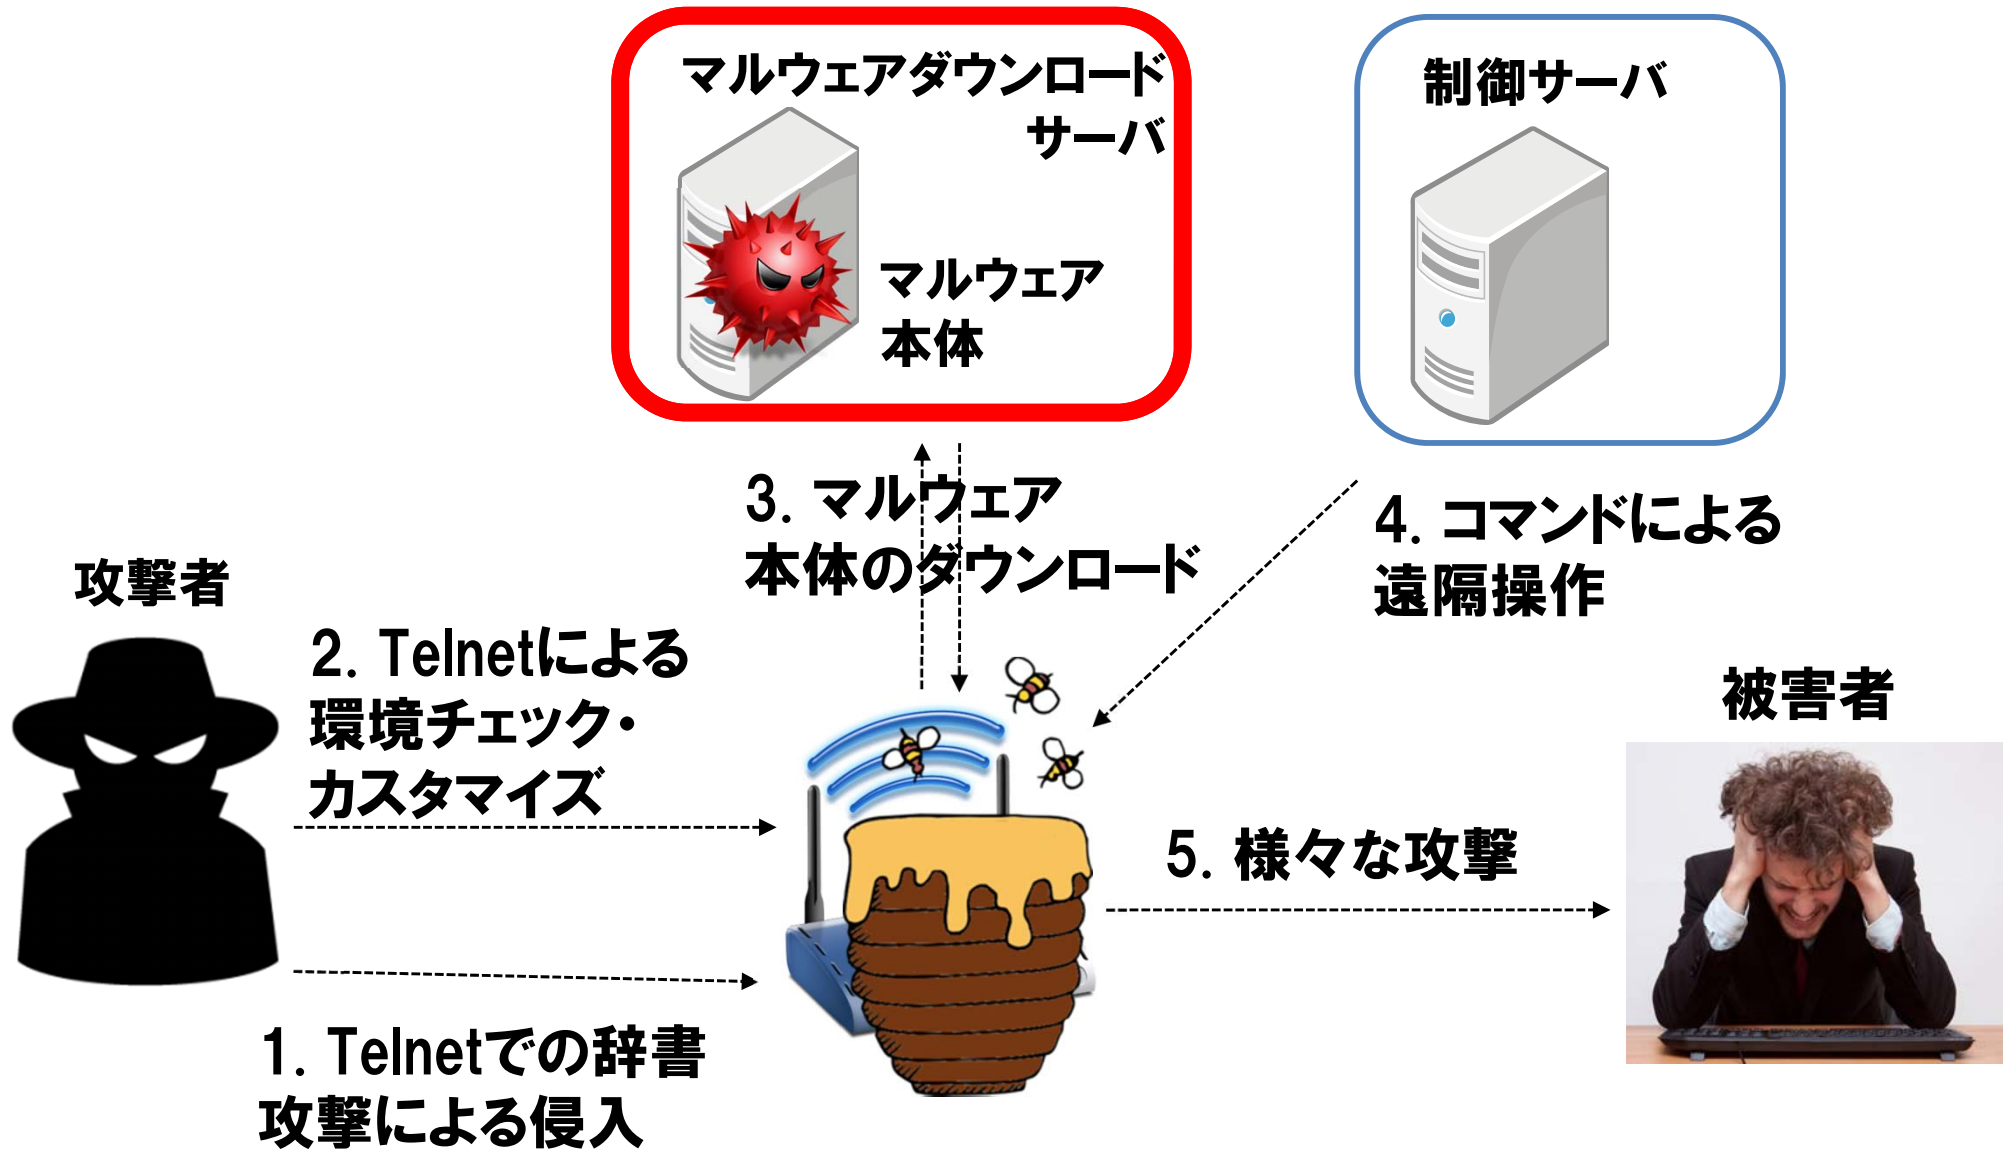 マルウェアダウンロード
サーバ
マルウェア
本体
制御サーバ
3. マルウェア
本体のダウンロード
4. コマンドによる
遠隔操作
攻撃者
2. Telnetによる
環境チェック・
カスタマイズ
被害者
5. 様々な攻撃
1. Telnetでの辞書
攻撃による侵入